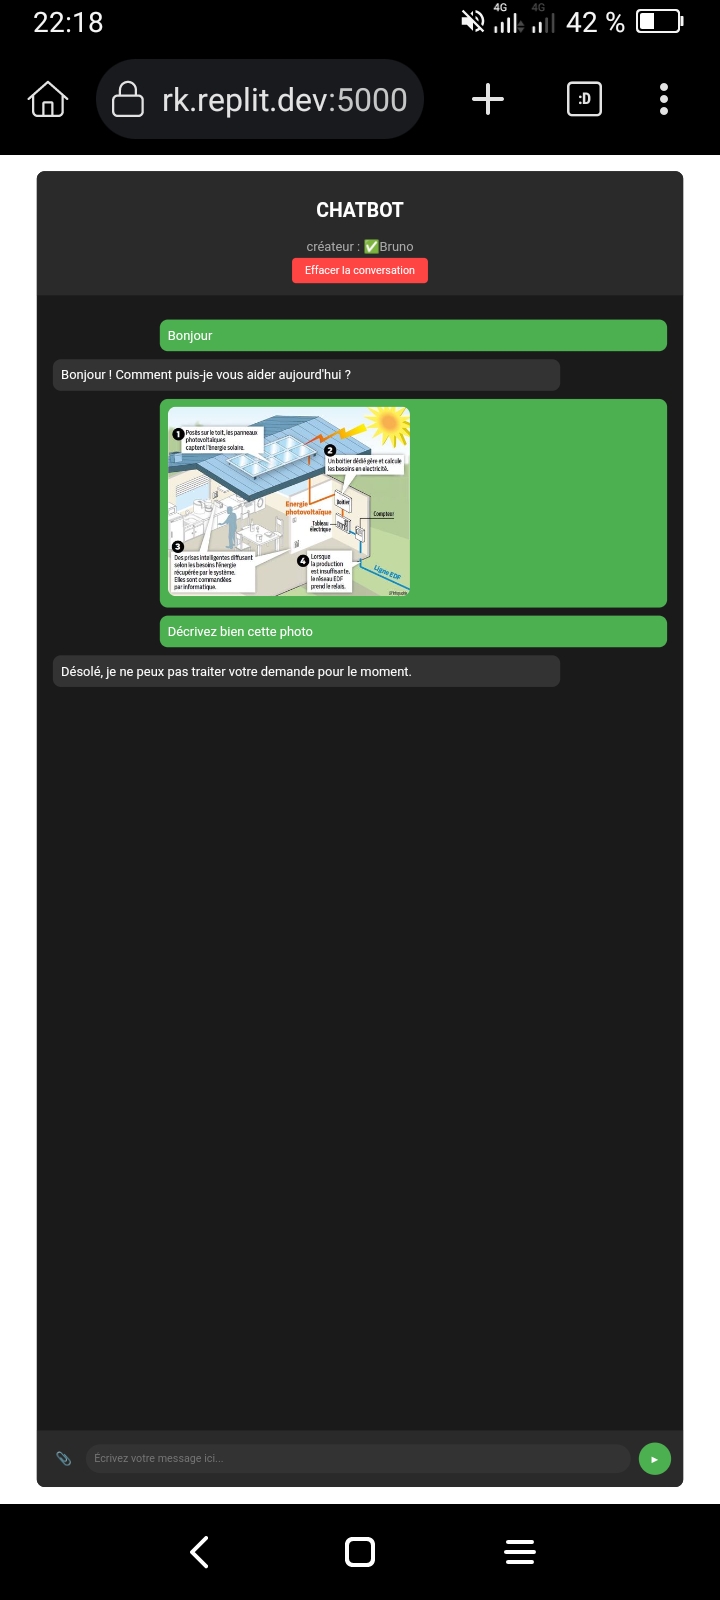 22:18
4G
4G
42 %
rk.replit.dev:5000
:D
CHATBOT
créateur : ✅Bruno
Effacer la conversation
Bonjour
Bonjour ! Comment puis-je vous aider aujourd'hui ?
1 Posés sur le toit, les panneaux
photovoltaïques
captent l'énergie solaire.
2
Un boitier dédié gère et calcule
les besoins en electricité.
Energie
photovoltaïque
Boitier
Compteur
Tableau
électrique
3
Des prises intelligentes diffusent
selon les besoins l'énergie
récupérée par le système.
Elles sont commandées
par informatique.
4 Lorsque
la production
est insuffisante,
le réseau EDF
prend le relais.
Ligne EDF
Décrivez bien cette photo
Désolé, je ne peux pas traiter votre demande pour le moment.
Écrivez votre message ici...